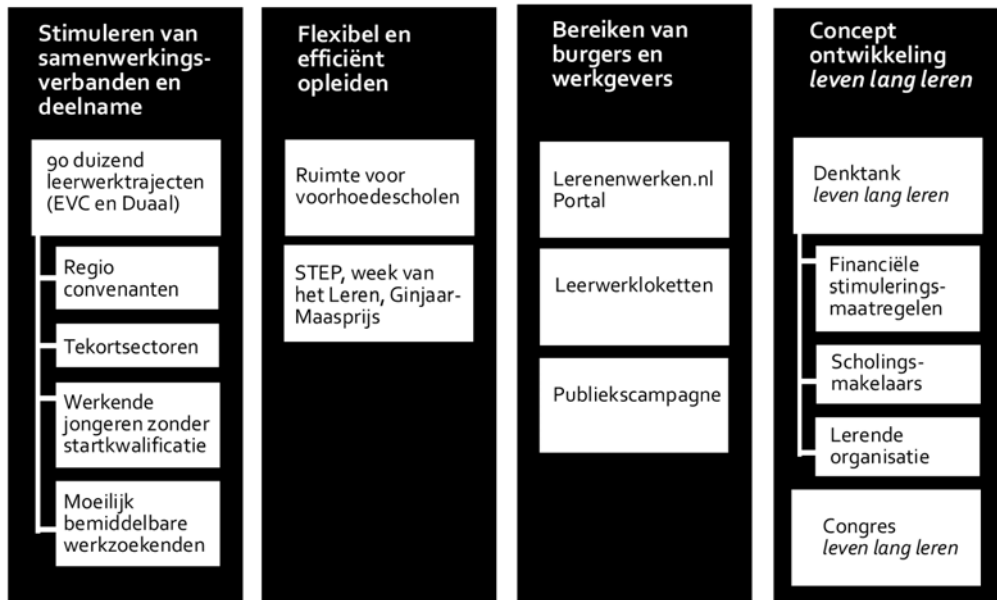 Stimuleren van
samenwerkings-
verbanden en
deelname
90 duizend
leerwerktrajecten
(EVC en Duaal)
Regio
convenanten
Tekortsectoren
Werkende
jongeren zonder
startkwalificatie
Moeilijk
bemiddelbare
werkzoekenden
Flexibel en
efficiënt
opleiden
Ruimte voor
voorhoedescholen
STEP, week van
het Leren, Ginjaar-
Maasprijs
Bereiken van
burgers en
werkgevers
Lerenenwerken.nl
Portal
Leerwerkloketten
Publiekscampagne
Concept
ontwikkeling
leven lang leren
Denktank
leven lang leren
Financiële
stimulerings-
maatregelen
Scholings-
makelaars
Lerende
organisatie
Congres
leven lang leren